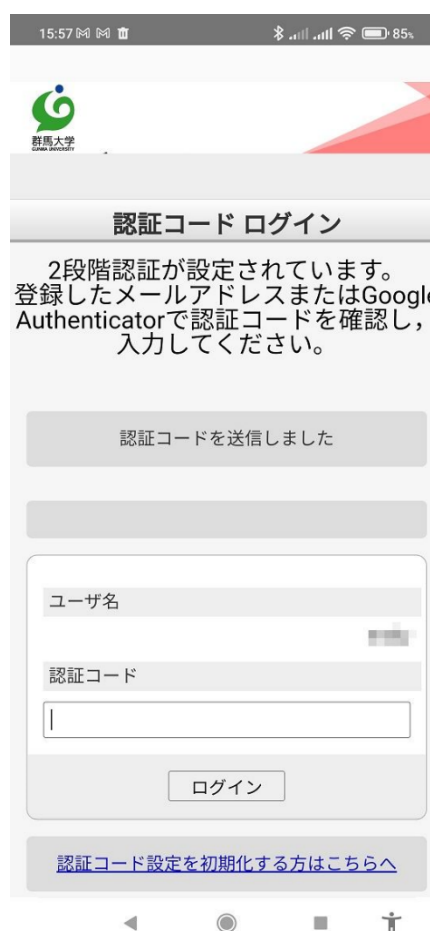 15:57
85%
群馬大学
GUNMA UNIVERSITY
認証コード ログイン
2段階認証が設定されています。
登録したメールアドレスまたはGoogle
Authenticatorで認証コードを確認し，
入力してください。
認証コードを送信しました
ユーザ名
認証コード
ログイン
認証コード設定を初期化する方はこちらへ